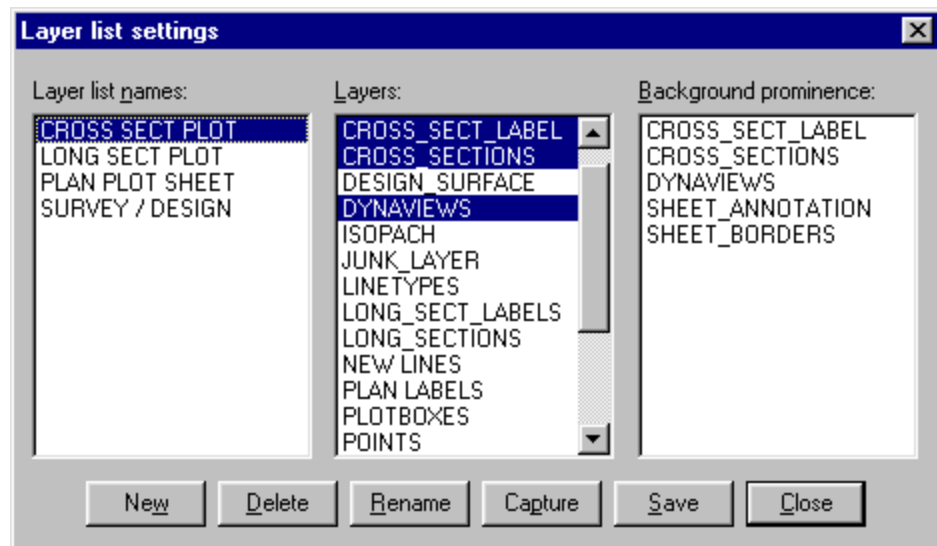 Layer list settings
Layer list names:
CROSS SECT PLOT
LONG SECT PLOT
PLAN PLOT SHEET
SURVEY / DESIGN
Layers:
CROSS_SECT_LABEL
CROSS_SECTIONS
DESIGN_SURFACE
DYNAVIEWS
ISOPACH
JUNK_LAYER
LINETYPES
LONG_SECT_LABELS
LONG_SECTIONS
NEW LINES
PLAN LABELS
PLOTBOXES
POINTS
Background prominence:
CROSS_SECT_LABEL
CROSS_SECTIONS
DYNAVIEWS
SHEET_ANNOTATION
SHEET_BORDERS
New Delete Rename Capture Save Close